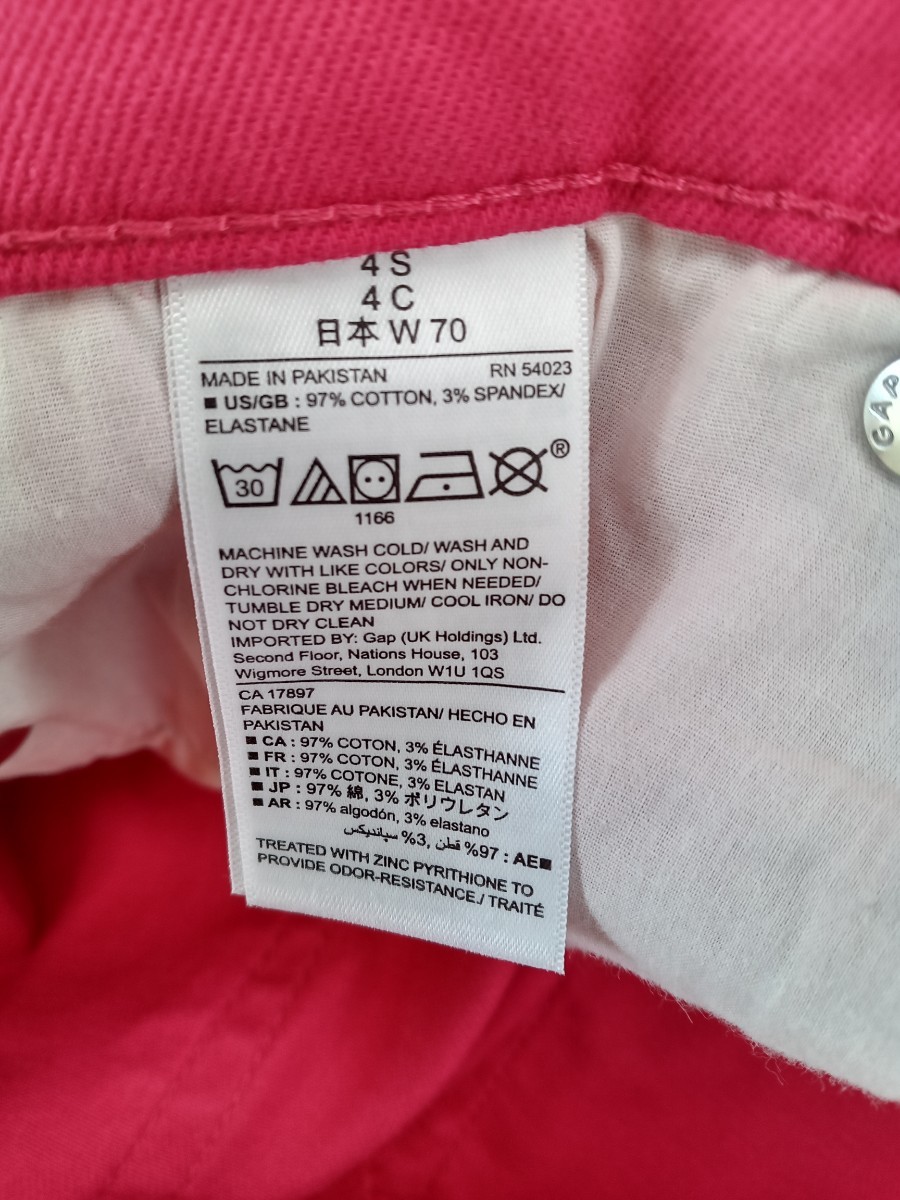 4 S
4 C
日本 W 70
MADE IN PAKISTAN RN 54023
■ US/GB : 97% COTTON, 3% SPANDEX/
ELASTANE
30
®
1166
MACHINE WASH COLD/ WASH AND
DRY WITH LIKE COLORS/ ONLY NON-
CHLORINE BLEACH WHEN NEEDED/
TUMBLE DRY MEDIUM/ COOL IRON/ DO
NOT DRY CLEAN
IMPORTED BY: Gap (UK Holdings) Ltd.
Second Floor, Nations House, 103
Wigmore Street, London W1U 1QS
CA 17897
FABRIQUE AU PAKISTAN/ HECHO EN
PAKISTAN
■ CA : 97% COTON, 3% ÉLASTHANNE
■ FR : 97% COTON, 3% ÉLASTHANNE
■ IT : 97% COTONE, 3% ELASTAN
■ JP : 97% 綿, 3% ポリウレタン
■ AR : 97% algodón, 3% elastano
■AE : 97% قطن, 3% سپاندیکس
TREATED WITH ZINC PYRITHIONE TO
PROVIDE ODOR-RESISTANCE./ TRAITÉ
GAP